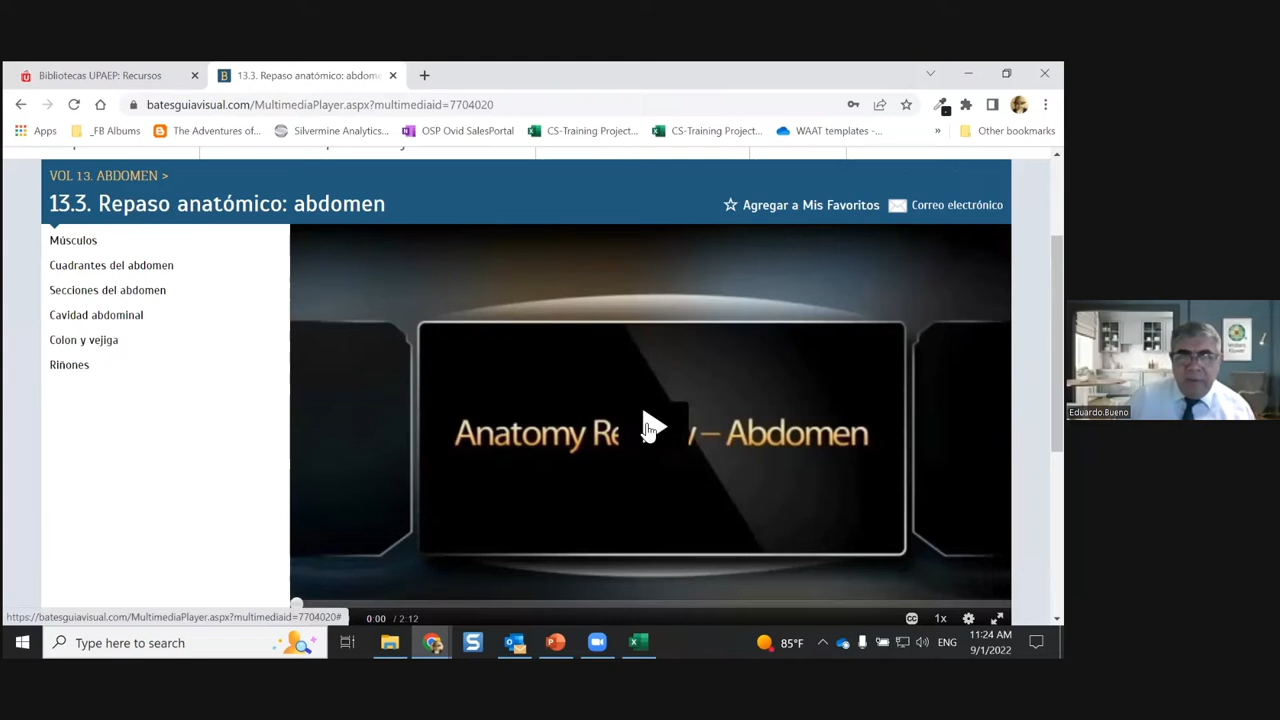 Bibliotecas UPAEP: Recursos
13.3. Repaso anatómico: abdome
batesguiavisual.com/MultimediaPlayer.aspx?multimediaid=7704020
Apps
_FB Albums
The Adventures of...
Silvermine Analytics...
OSP Ovid SalesPortal
CS-Training Project...
CS-Training Project...
WAAT templates -...
»
Other bookmarks
VOL 13. ABDOMEN >
13.3. Repaso anatómico: abdomen
Agregar a Mis Favoritos
Correo electrónico
Músculos
Cuadrantes del abdomen
Secciones del abdomen
Cavidad abdominal
Colon y vejiga
Riñones
Anatomy Re
– Abdomen
Eduardo.Bueno
https://batesguiavisual.com/MultimediaPlayer.aspx?multimediaid=7704020#
0:00 / 2:12
CC
1x
Type here to search
85°F
ENG
11:24 AM
9/1/2022